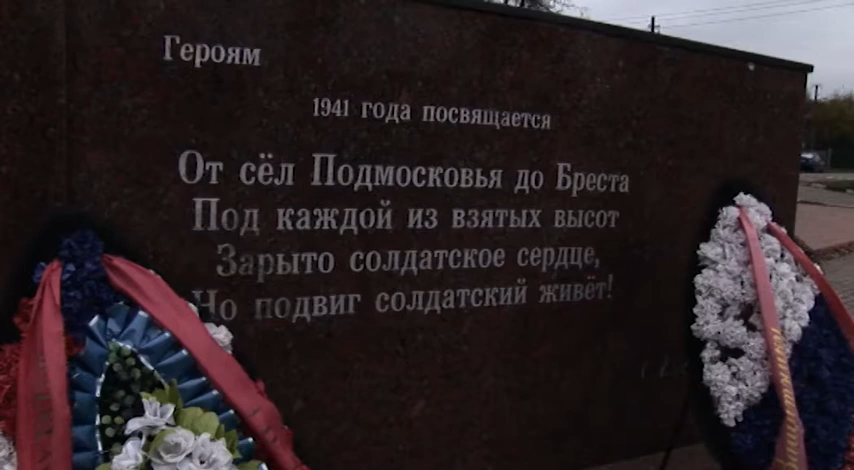 Героям
1941 года посвящается
От сёл Подмосковья до Бреста
Под каждой из взятых высот
Зарыто солдатское сердце,
Но подвиг солдатский живёт!